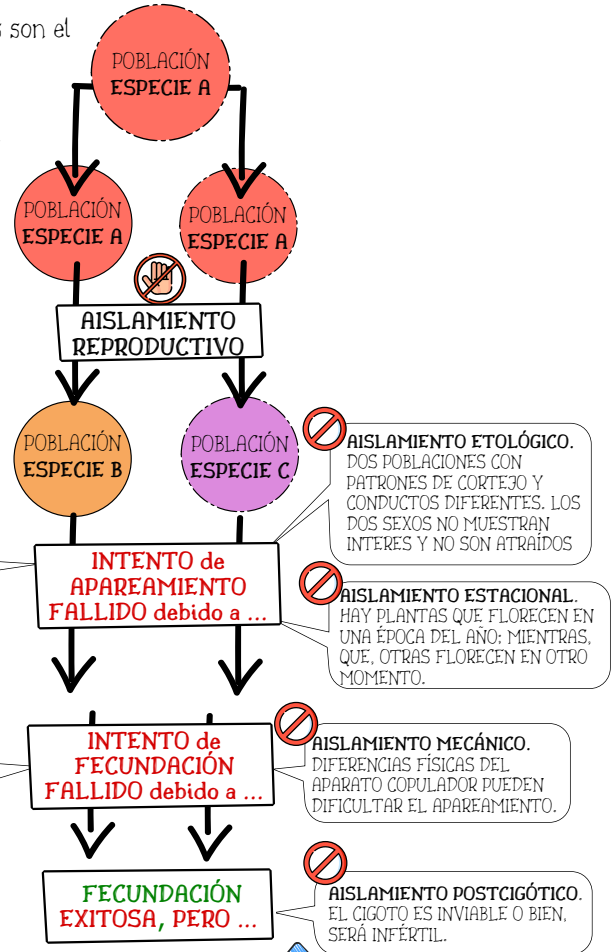 s son el
POBLACIÓN
ESPECIE A
POBLACIÓN
ESPECIE A
POBLACIÓN
ESPECIE A
AISLAMIENTO
REPRODUCTIVO
POBLACIÓN
ESPECIE B
POBLACIÓN
ESPECIE C
AISLAMIENTO ETOLÓGICO.
DOS POBLACIONES CON
PATRONES DE CORTEJO Y
CONDUCTOS DIFERENTES. LOS
DOS SEXOS NO MUESTRAN
INTERES Y NO SON ATRAÍDOS
INTENTO de
APAREAMIENTO
FALLIDO debido a ...
AISLAMIENTO ESTACIONAL.
HAY PLANTAS QUE FLORECEN EN
UNA ÉPOCA DEL AÑO; MIENTRAS,
QUE, OTRAS FLORECEN EN OTRO
MOMENTO.
INTENTO de
FECUNDACIÓN
FALLIDO debido a ...
AISLAMIENTO MECÁNICO.
DIFERENCIAS FÍSICAS DEL
APARATO COPULADOR PUEDEN
DIFICULTAR EL APAREAMIENTO.
FECUNDACIÓN
EXITOSA, PERO ...
AISLAMIENTO POSTCIGÓTICO.
EL CIGOTO ES INVIABLE O BIEN,
SERÁ INFÉRTIL.